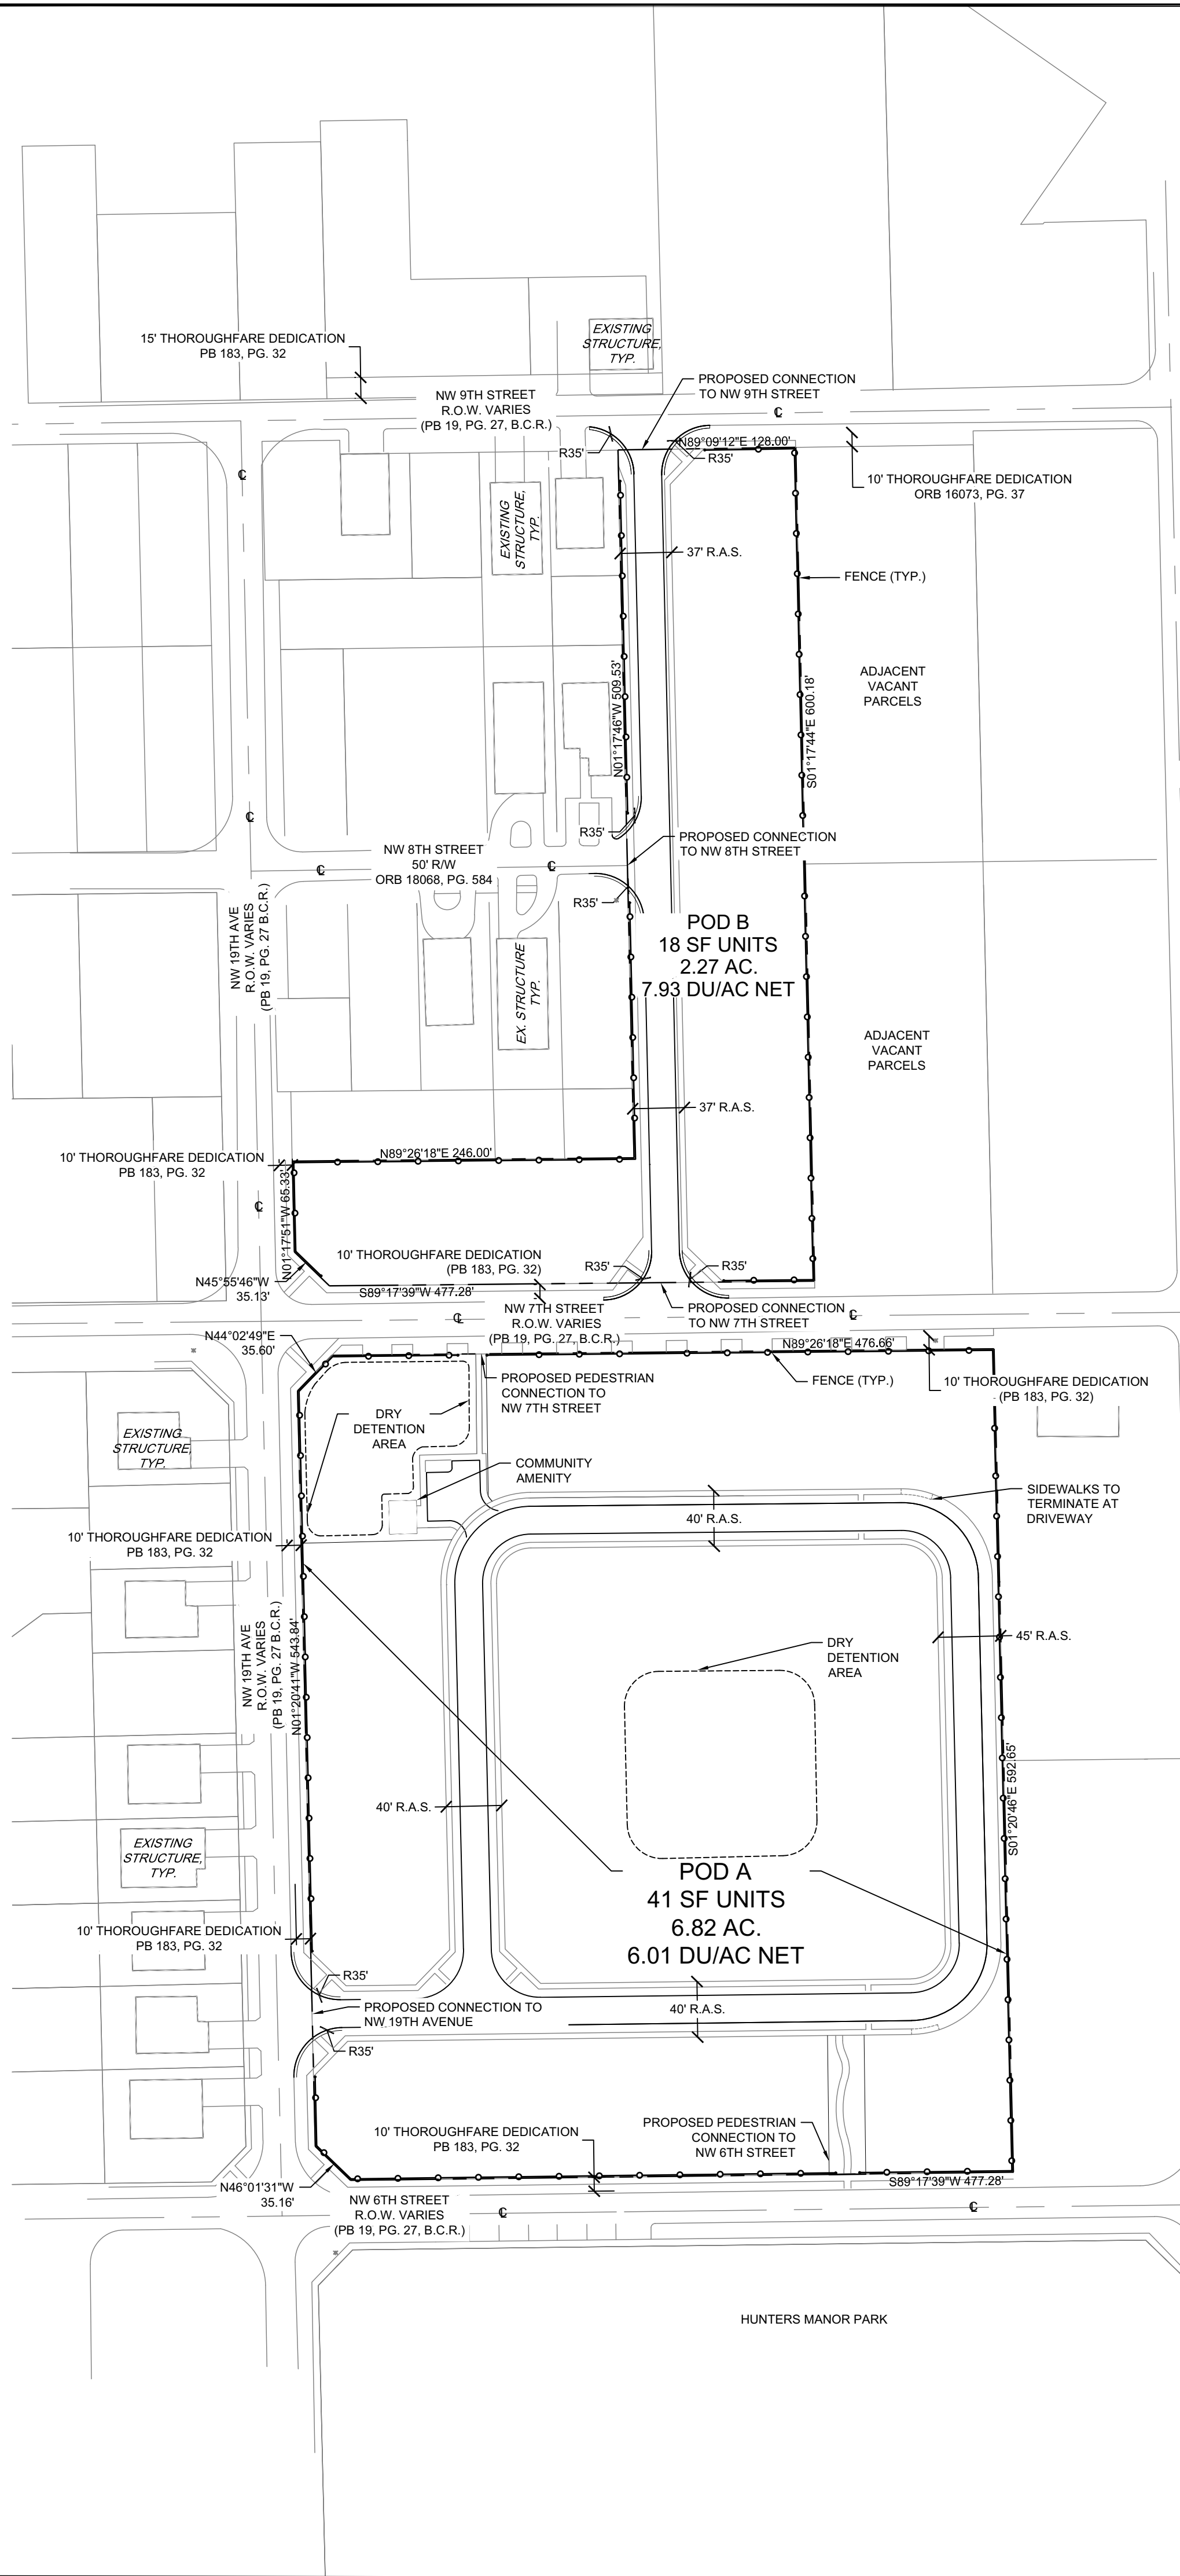 15' THOROUGHFARE DEDICATION
PB 183, PG. 32
EXISTING
STRUCTURE,
TYP.
NW 9TH STREET
R.O.W. VARIES
(PB 19, PG. 27, B.C.R.)
PROPOSED CONNECTION
TO NW 9TH STREET
R35'
N89°09'12"E 128.00'
R35'
10' THOROUGHFARE DEDICATION
ORB 16073, PG. 37
EXISTING
STRUCTURE,
TYP.
37' R.A.S.
FENCE (TYP.)
N01°17'46"W 509.53'
S01°17'44"E 600.18'
ADJACENT
VACANT
PARCELS
R35'
PROPOSED CONNECTION
TO NW 8TH STREET
NW 8TH STREET
50' R/W
ORB 18068, PG. 584
R35'
NW 19TH AVE
R.O.W. VARIES
(PB 19, PG. 27 B.C.R.)
POD B
18 SF UNITS
2.27 AC.
7.93 DU/AC NET
EX. STRUCTURE
TYP.
ADJACENT
VACANT
PARCELS
37' R.A.S.
10' THOROUGHFARE DEDICATION
PB 183, PG. 32
N89°26'18"E 246.00'
N01°17'51"W 65.33'
10' THOROUGHFARE DEDICATION
(PB 183, PG. 32)
R35'
R35'
N45°55'46"W
35.13'
S89°17'39"W 477.28'
NW 7TH STREET
R.O.W. VARIES
(PB 19, PG. 27, B.C.R.)
PROPOSED CONNECTION
TO NW 7TH STREET
N44°02'49"E
35.60'
N89°26'18"E 476.66'
PROPOSED PEDESTRIAN
CONNECTION TO
NW 7TH STREET
FENCE (TYP.)
10' THOROUGHFARE DEDICATION
(PB 183, PG. 32)
DRY
DETENTION
AREA
EXISTING
STRUCTURE,
TYP.
COMMUNITY
AMENITY
SIDEWALKS TO
TERMINATE AT
DRIVEWAY
40' R.A.S.
10' THOROUGHFARE DEDICATION
PB 183, PG. 32
NW 19TH AVE
R.O.W. VARIES
(PB 19, PG. 27 B.C.R.)
N01°20'41"W 543.84'
DRY
DETENTION
AREA
45' R.A.S.
S01°20'46"E 592.65'
40' R.A.S.
EXISTING
STRUCTURE,
TYP.
POD A
41 SF UNITS
6.82 AC.
6.01 DU/AC NET
10' THOROUGHFARE DEDICATION
PB 183, PG. 32
R35'
PROPOSED CONNECTION TO
NW 19TH AVENUE
40' R.A.S.
R35'
10' THOROUGHFARE DEDICATION
PB 183, PG. 32
PROPOSED PEDESTRIAN
CONNECTION TO
NW 6TH STREET
N46°01'31"W
35.16'
S89°17'39"W 477.28'
NW 6TH STREET
R.O.W. VARIES
(PB 19, PG. 27, B.C.R.)
HUNTERS MANOR PARK